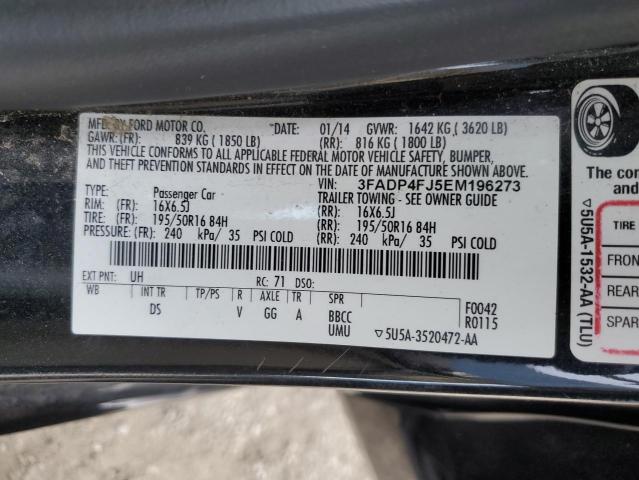 MFD. BY FORD MOTOR CO. DATE: 01/14 GVWR: 1642 KG ( 3620 LB)
GAWR: (FR): 839 KG ( 1850 LB) (RR): 816 KG ( 1800 LB)
THIS VEHICLE CONFORMS TO ALL APPLICABLE FEDERAL MOTOR VEHICLE SAFETY, BUMPER,
AND THEFT PREVENTION STANDARDS IN EFFECT ON THE DATE OF MANUFACTURE SHOWN ABOVE.
VIN: 3FADP4FJ5EM196273
TYPE: Passenger Car TRAILER TOWING - SEE OWNER GUIDE
RIM: (FR): 16X6.5J (RR): 16X6.5J
TIRE: (FR): 195/50R16 84H (RR): 195/50R16 84H
PRESSURE: (FR): 240 kPa/ 35 PSI COLD (RR): 240 kPa/ 35 PSI COLD
EXT PNT: UH RC: 71 DSO:
WB INT TR TP/PS R AXLE TR SPR F0042
DS V GG A BBCC R0115
UMU ▽5U5A-3520472-AA
▽5U5A-1532-AA (TLU)
TIRE
FRON
REAR
SPAR